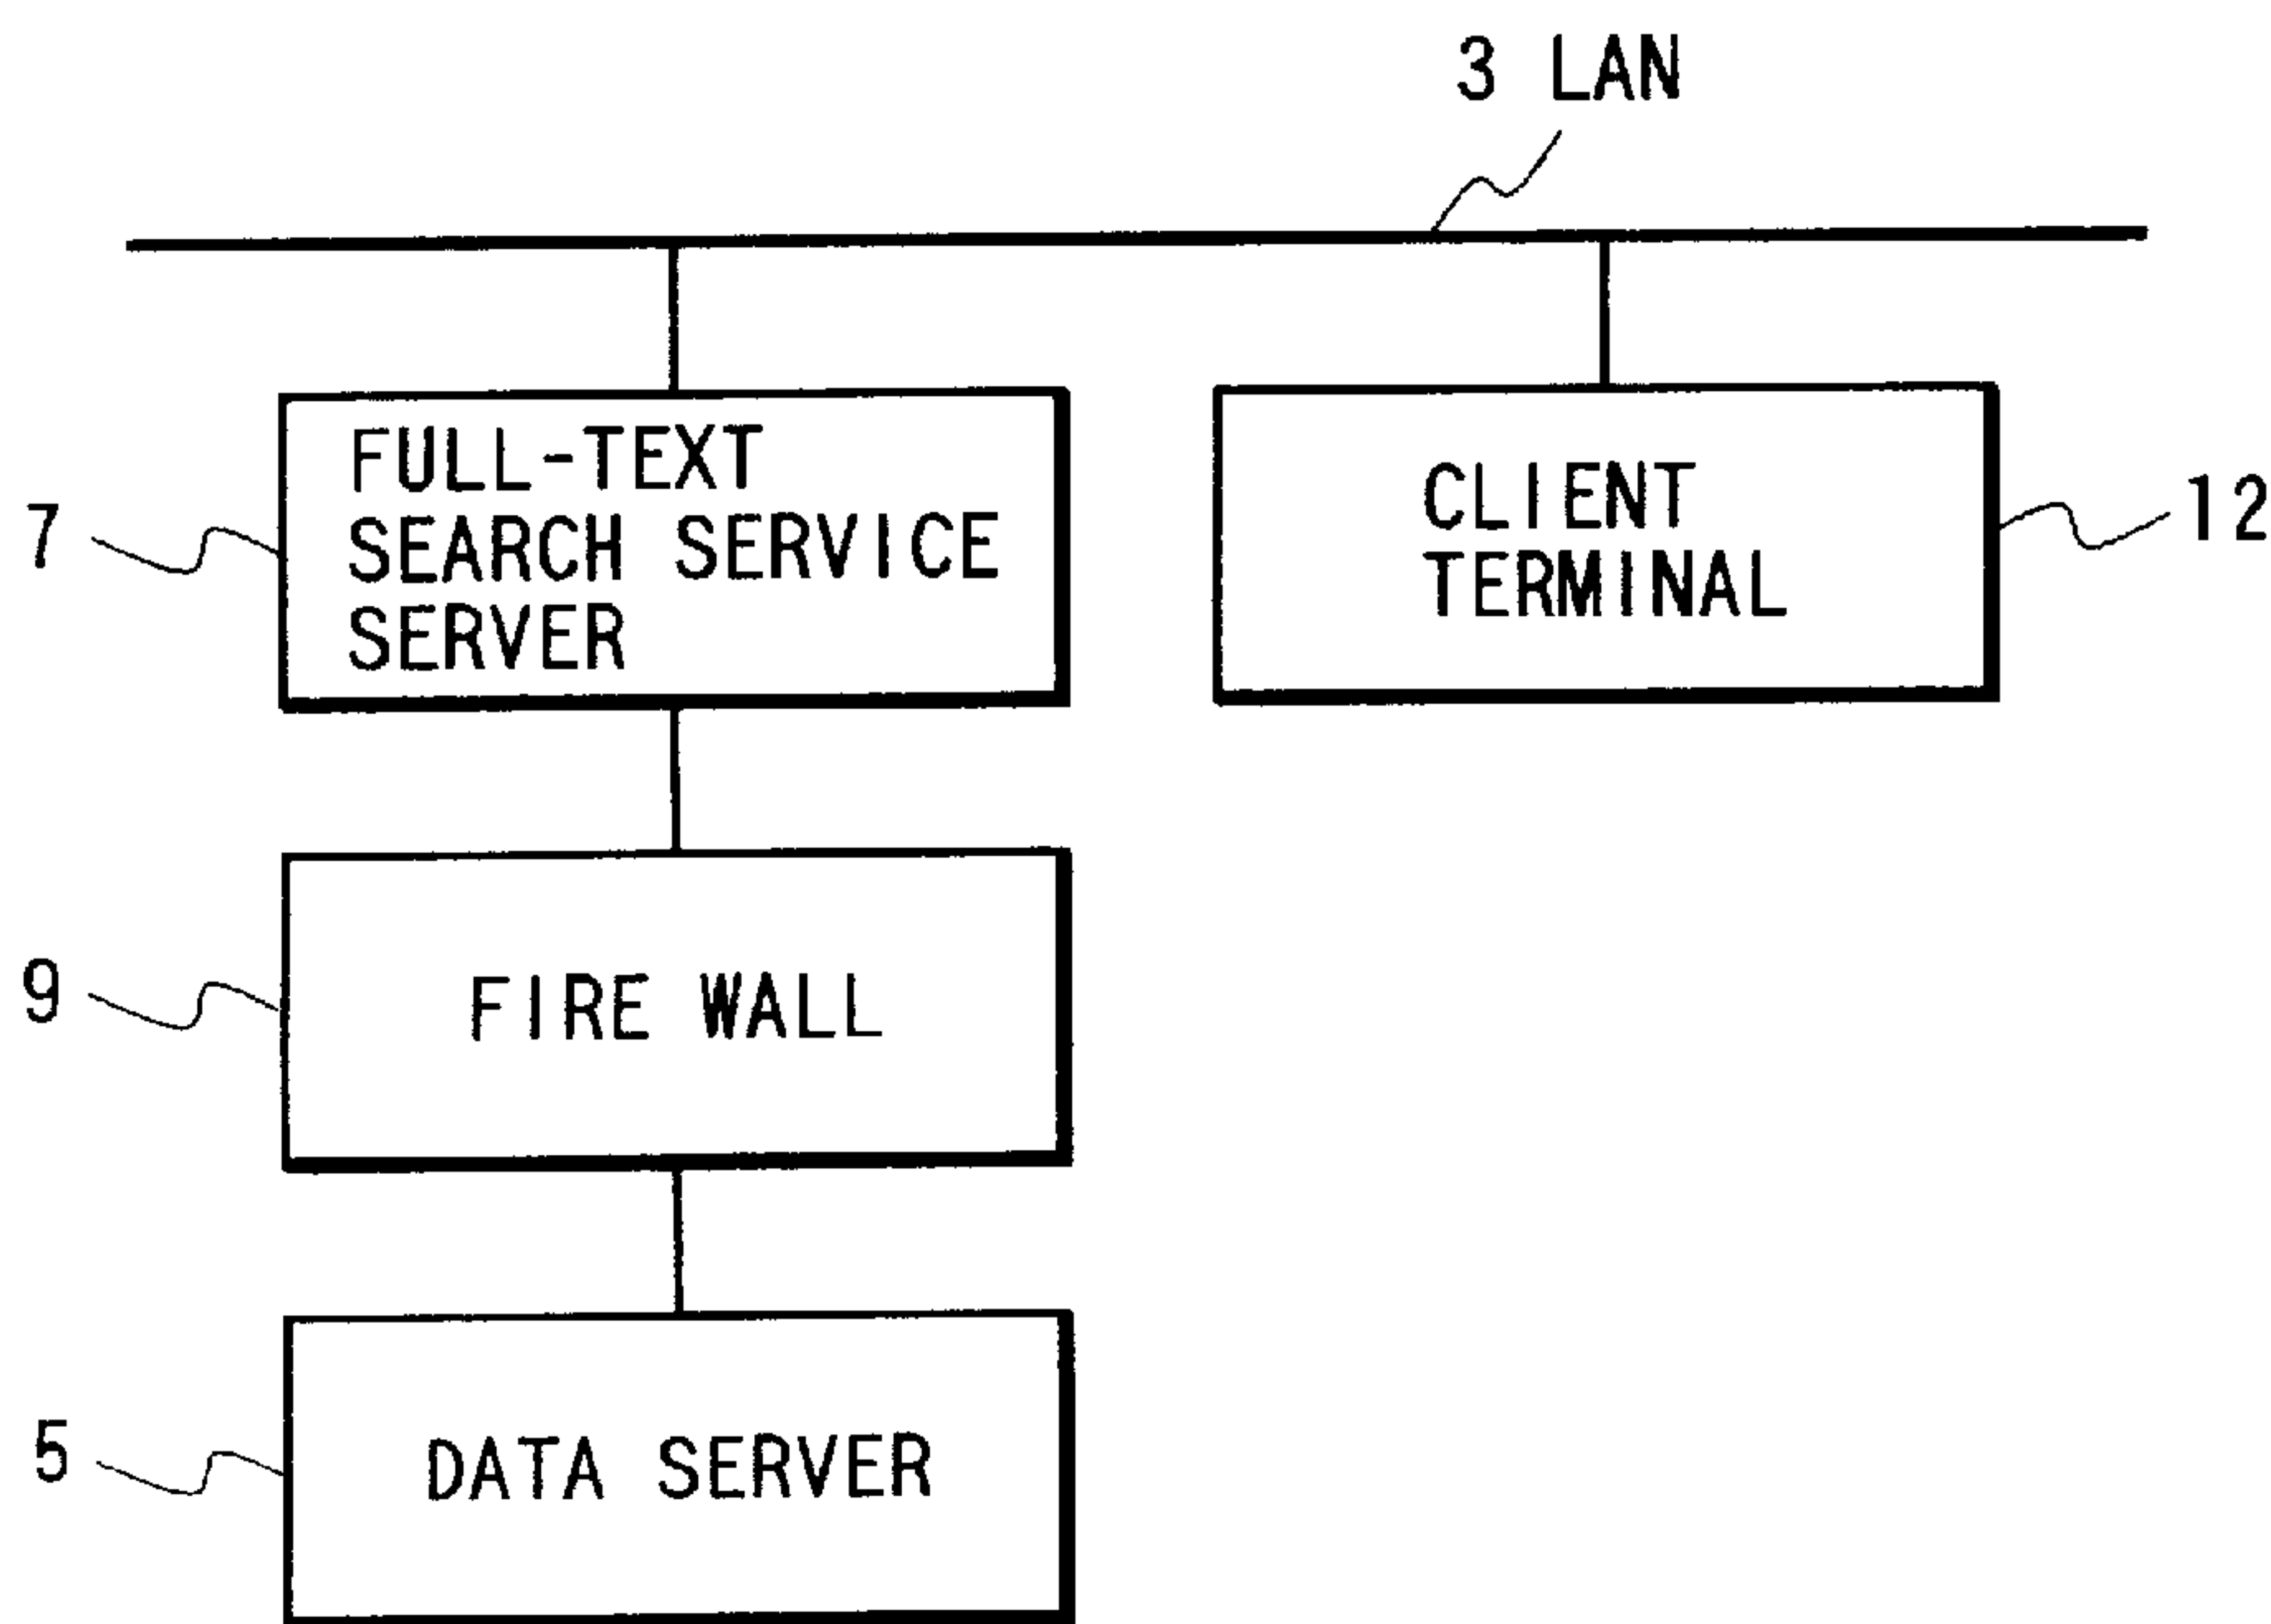 3 LAN
FULL-TEXT
SEARCH SERVICE
SERVER
7
CLIENT
TERMINAL
12
9
FIRE WALL
5
DATA SERVER